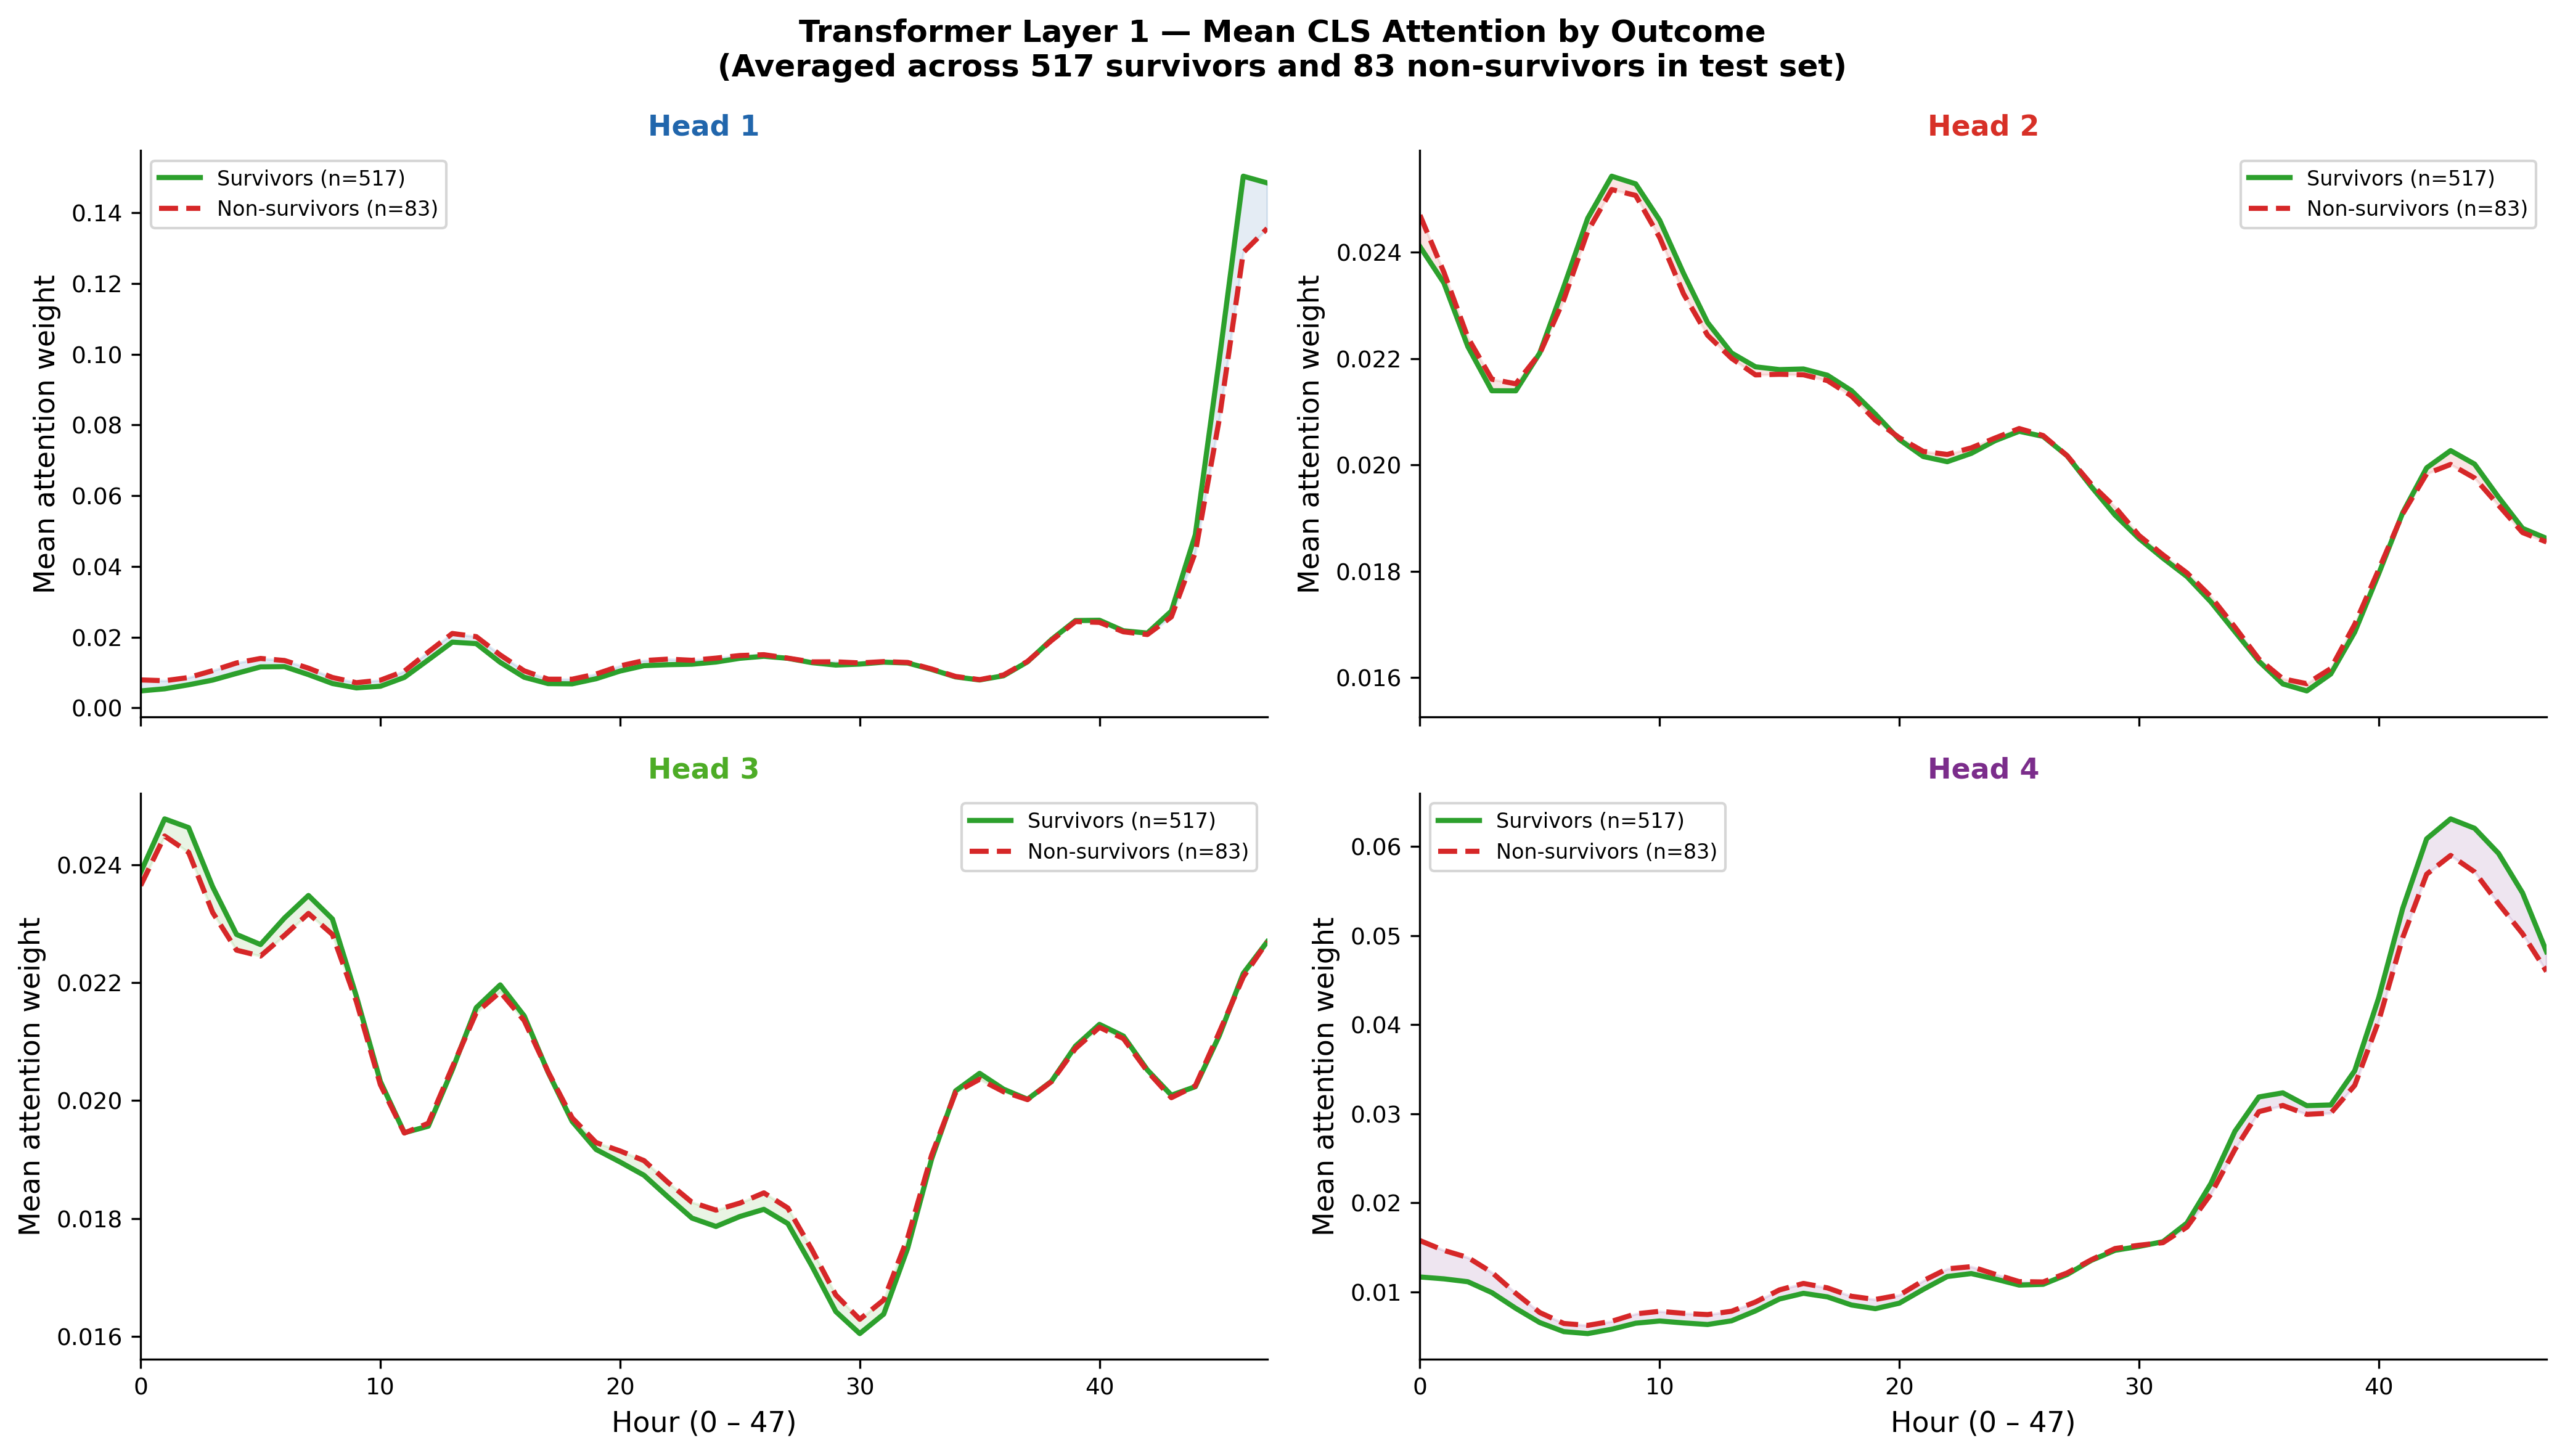 Transformer Layer 1 — Mean CLS Attention by Outcome
(Averaged across 517 survivors and 83 non-survivors in test set)
Head 1
Survivors (n=517)
Non-survivors (n=83)
Mean attention weight
0.14
0.12
0.10
0.08
0.06
0.04
0.02
0.00
Head 2
Survivors (n=517)
Non-survivors (n=83)
Mean attention weight
0.024
0.022
0.020
0.018
0.016
Head 3
Survivors (n=517)
Non-survivors (n=83)
Mean attention weight
0.024
0.022
0.020
0.018
0.016
0 10 20 30 40
Hour (0 – 47)
Head 4
Survivors (n=517)
Non-survivors (n=83)
Mean attention weight
0.06
0.05
0.04
0.03
0.02
0.01
0 10 20 30 40
Hour (0 – 47)